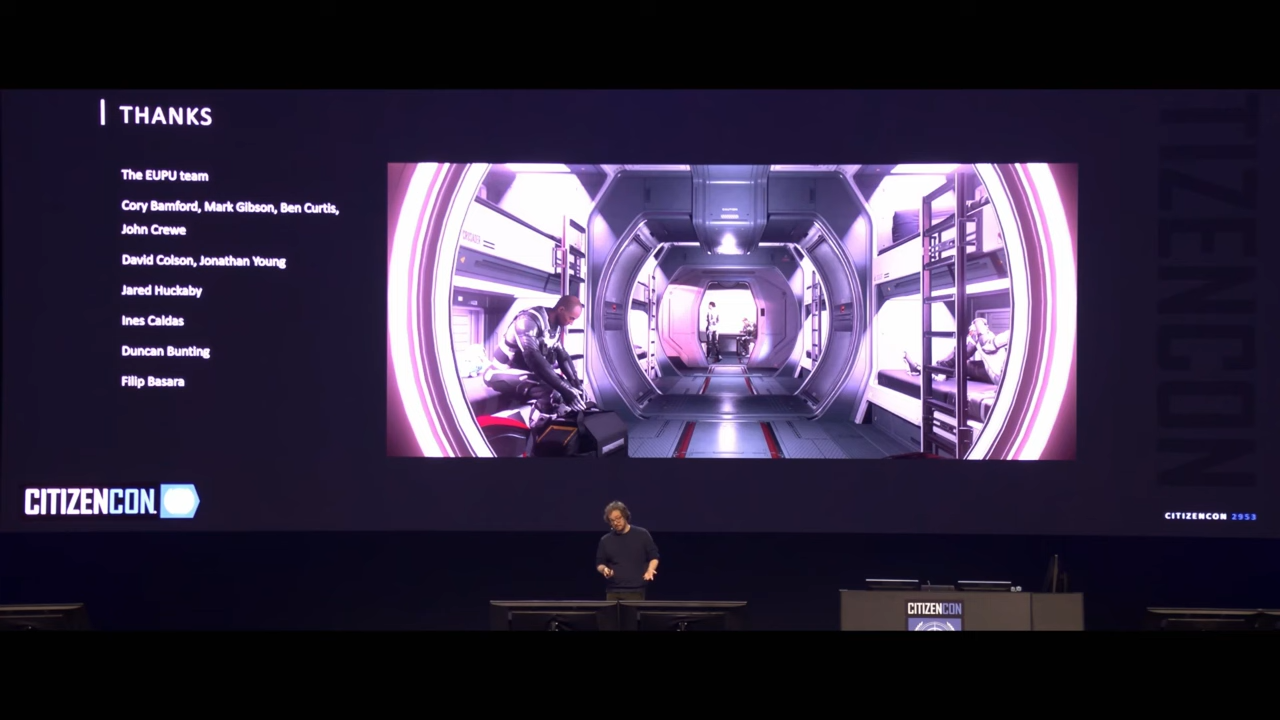 THANKS
The EUPU team
Cory Bamford, Mark Gibson, Ben Curtis,
John Crewe
David Colson, Jonathan Young
Jared Huckaby
Ines Caldas
Duncan Bunting
Filip Basara
TIZENCON
CITIZENCON
CITIZENCON 2953
CITIZENCON